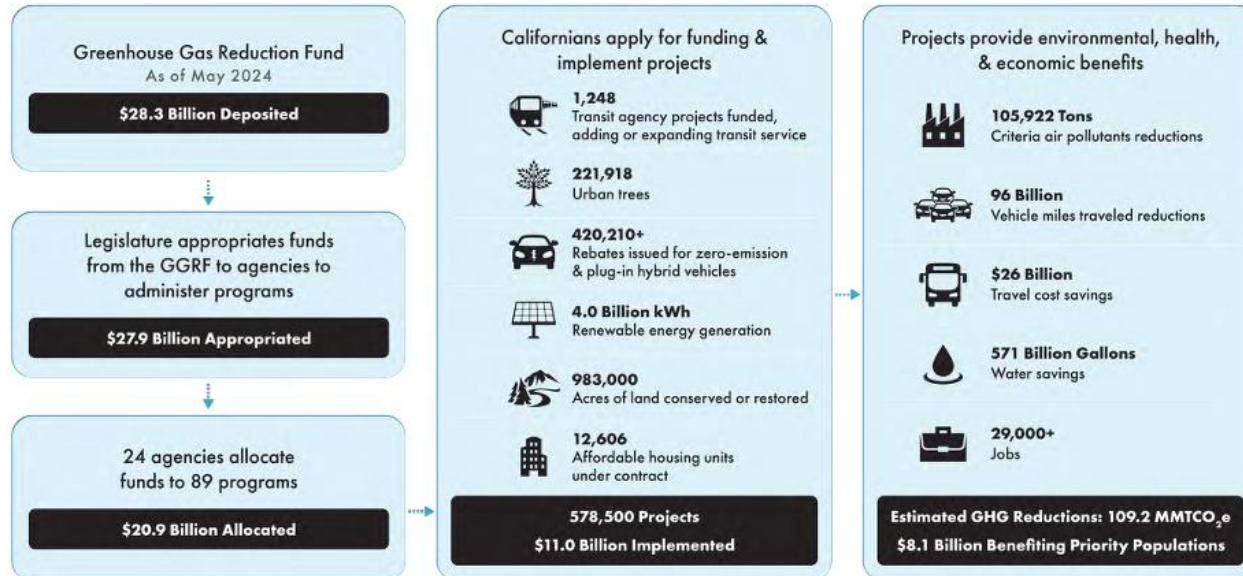 Greenhouse Gas Reduction Fund
As of May 2024
$28.3 Billion Deposited
Legislature appropriates funds
from the GGRF to agencies to
administer programs
$27.9 Billion Appropriated
24 agencies allocate
funds to 89 programs
$20.9 Billion Allocated
Californians apply for funding &
implement projects
1,248
Transit agency projects funded,
adding or expanding transit service
221,918
Urban trees
420,210+
Rebates issued for zero-emission
& plug-in hybrid vehicles
4.0 Billion kWh
Renewable energy generation
983,000
Acres of land conserved or restored
12,606
Affordable housing units
under contract
578,500 Projects
$11.0 Billion Implemented
Projects provide environmental, health,
& economic benefits
105,922 Tons
Criteria air pollutants reductions
96 Billion
Vehicle miles traveled reductions
$26 Billion
Travel cost savings
571 Billion Gallons
Water savings
29,000+
Jobs
Estimated GHG Reductions: 109.2 MMTCO₂e
$8.1 Billion Benefiting Priority Populations